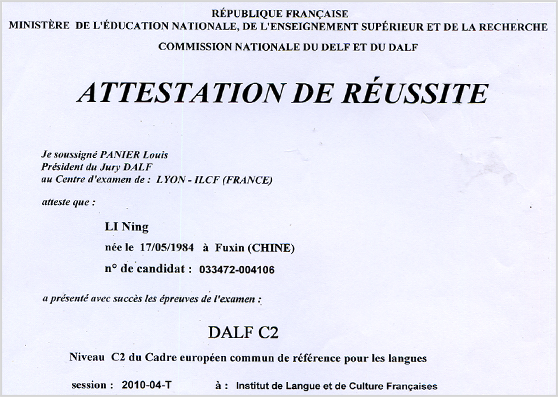 RÉPUBLIQUE FRANÇAISE
MINISTÈRE DE L'ÉDUCATION NATIONALE, DE L'ENSEIGNEMENT SUPÉRIEUR ET DE LA RECHERCHE
COMMISSION NATIONALE DU DELF ET DU DALF
ATTESTATION DE RÉUSSITE
Je soussigné PANIER Louis
Président du Jury DALF
au Centre d'examen de : LYON - ILCF (FRANCE)
atteste que :
LI Ning
née le 17/05/1984 à Fuxin (CHINE)
n° de candidat : 033472-004106
a présenté avec succès les épreuves de l'examen :
DALF C2
Niveau C2 du Cadre européen commun de référence pour les langues
session : 2010-04-T à : Institut de Langue et de Culture Françaises